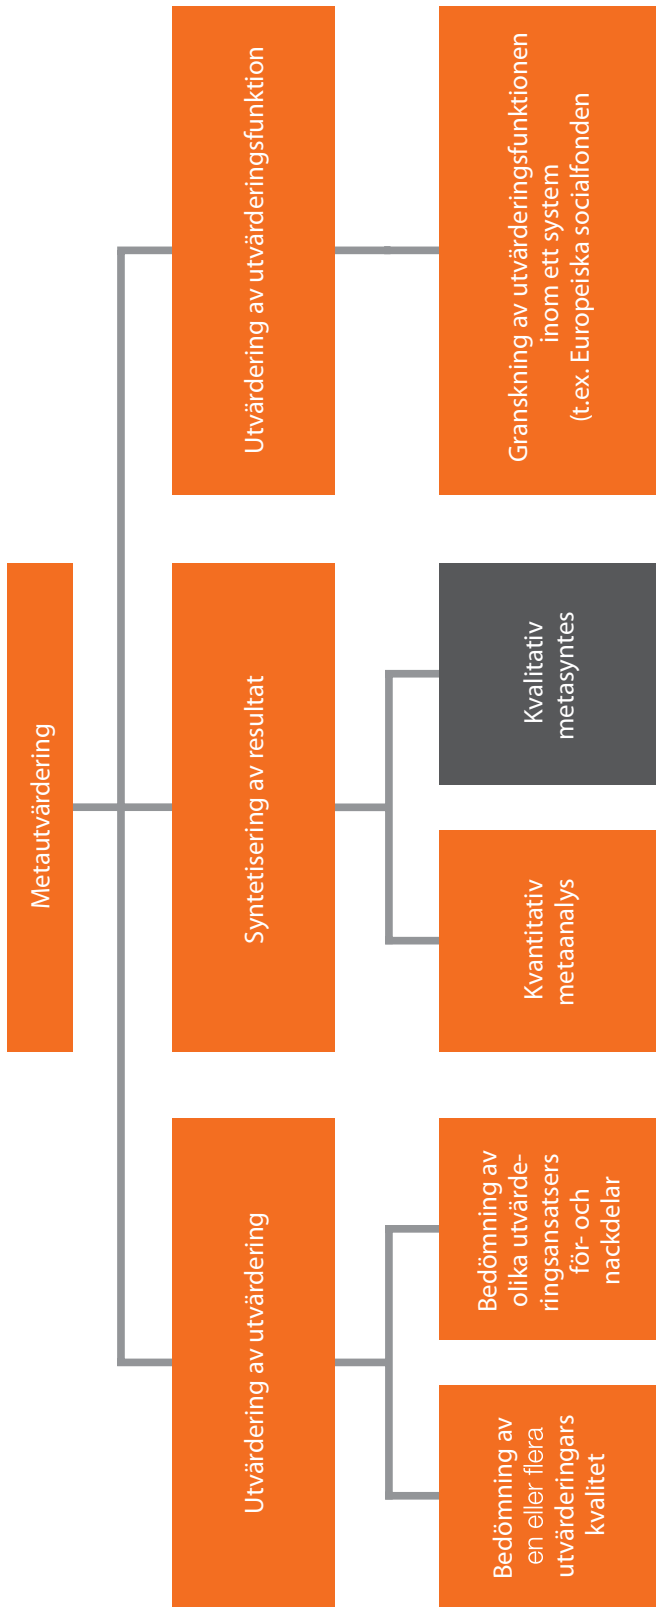 Metautvärdering
Utvärdering av utvärdering
Syntetisering av resultat
Utvärdering av utvärderingsfunktion
Bedömning av
en eller flera
utvärderingars
kvalitet
Bedömning av
olika utvärde-
ringsansatsers
för- och
nackdelar
Kvantitativ
metaanalys
Kvalitativ
metasyntes
Granskning av utvärderingsfunktionen
inom ett system
(t.ex. Europeiska socialfonden